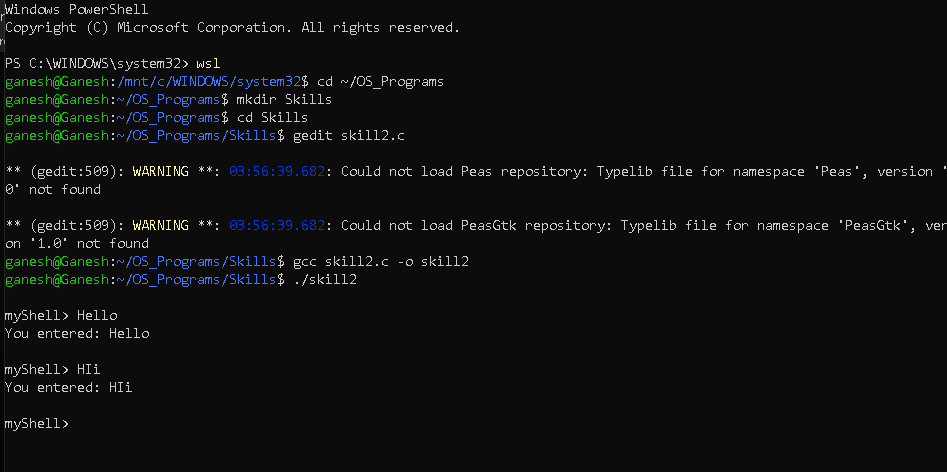 Windows PowerShell
Copyright (C) Microsoft Corporation. All rights reserved.
PS C:\WINDOWS\system32> wsl
ganesh@Ganesh:/mnt/c/WINDOWS/system32$ cd ~/OS_Programs
ganesh@Ganesh:~/OS_Programs$ mkdir Skills
ganesh@Ganesh:~/OS_Programs$ cd Skills
ganesh@Ganesh:~/OS_Programs/Skills$ gedit skill2.c
** (gedit:509): WARNING **: 03:56:39.682: Could not load Peas repository: Typelib file for namespace 'Peas', version '
0' not found
** (gedit:509): WARNING **: 03:56:39.682: Could not load PeasGtk repository: Typelib file for namespace 'PeasGtk', ver
on '1.0' not found
ganesh@Ganesh:~/OS_Programs/Skills$ gcc skill2.c -o skill2
ganesh@Ganesh:~/OS_Programs/Skills$ ./skill2
myShell> Hello
You entered: Hello
myShell> HIi
You entered: HIi
myShell>